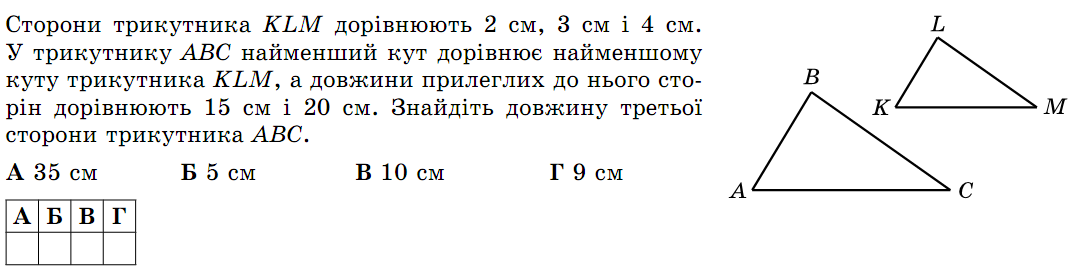 Сторони трикутника KLM дорівнюють 2 см, 3 см і 4 см.
У трикутнику ABC найменший кут дорівнює найменшому
куту трикутника KLM, а довжини прилеглих до нього сто-
рін дорівнюють 15 см і 20 см. Знайдіть довжину третьої
сторони трикутника ABC.
А 35 см Б 5 см В 10 см Г 9 см
А Б В Г
L
K M
B
A C